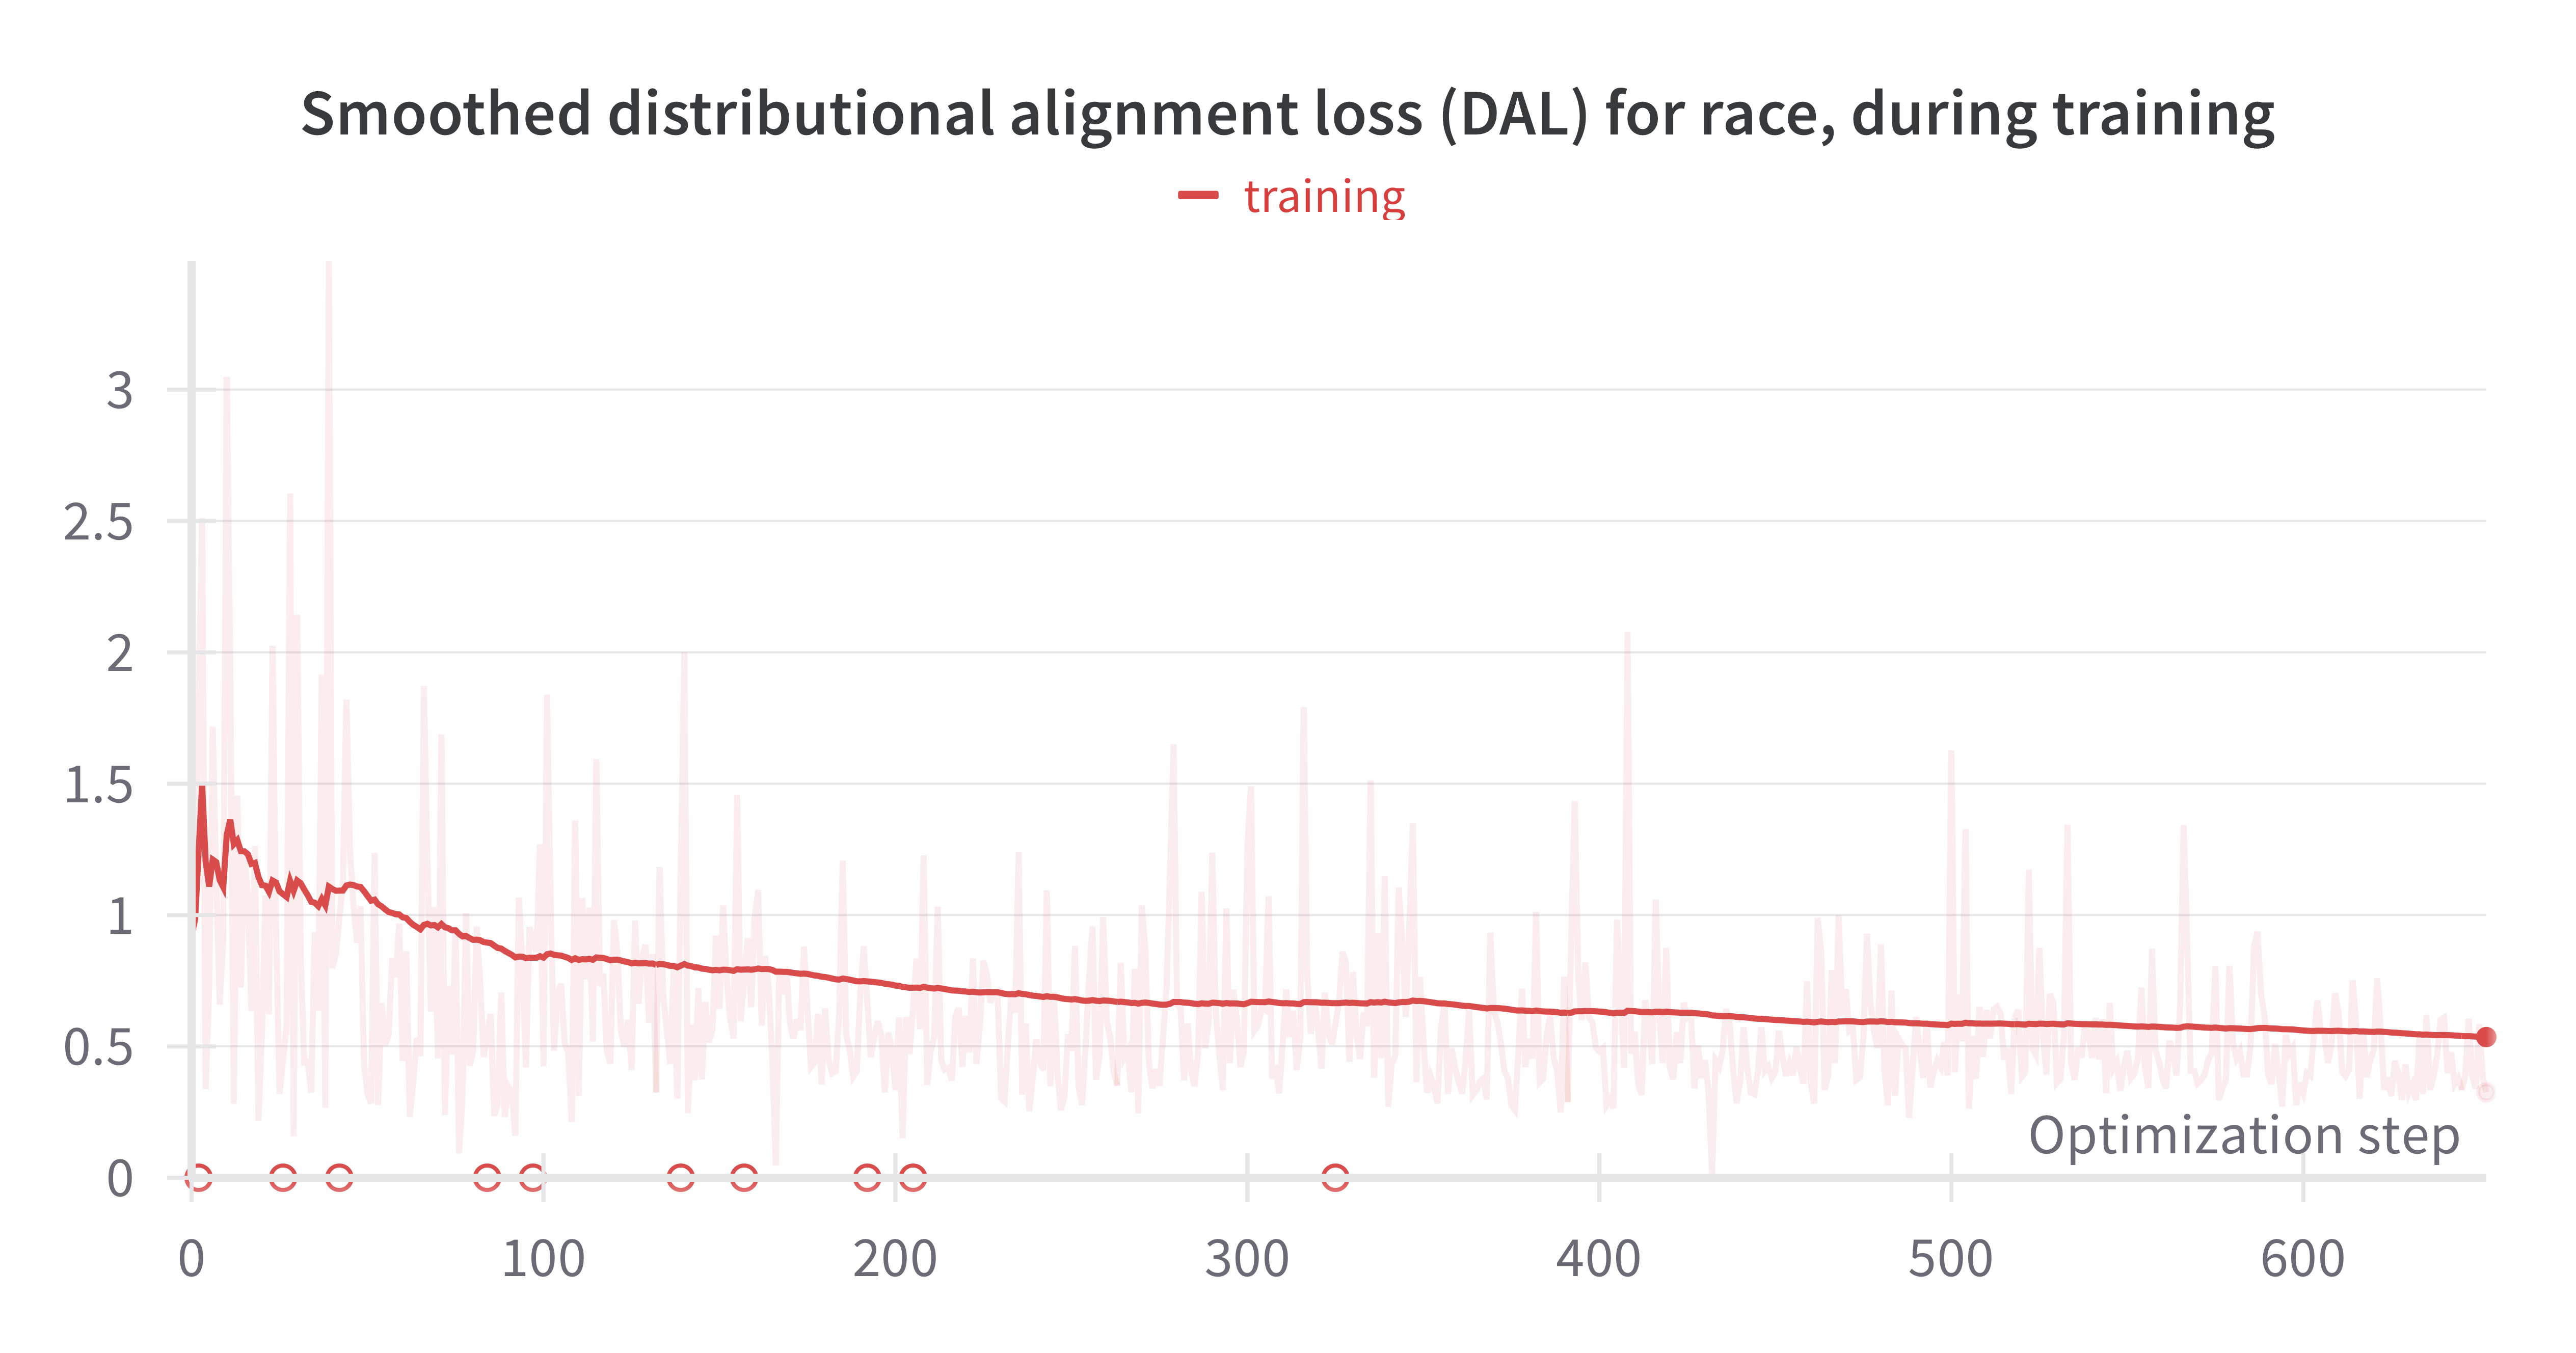 Smoothed distributional alignment loss (DAL) for race, during training
training
3
2.5
2
1.5
1
0.5
0
Optimization step
0 100 200 300 400 500 600